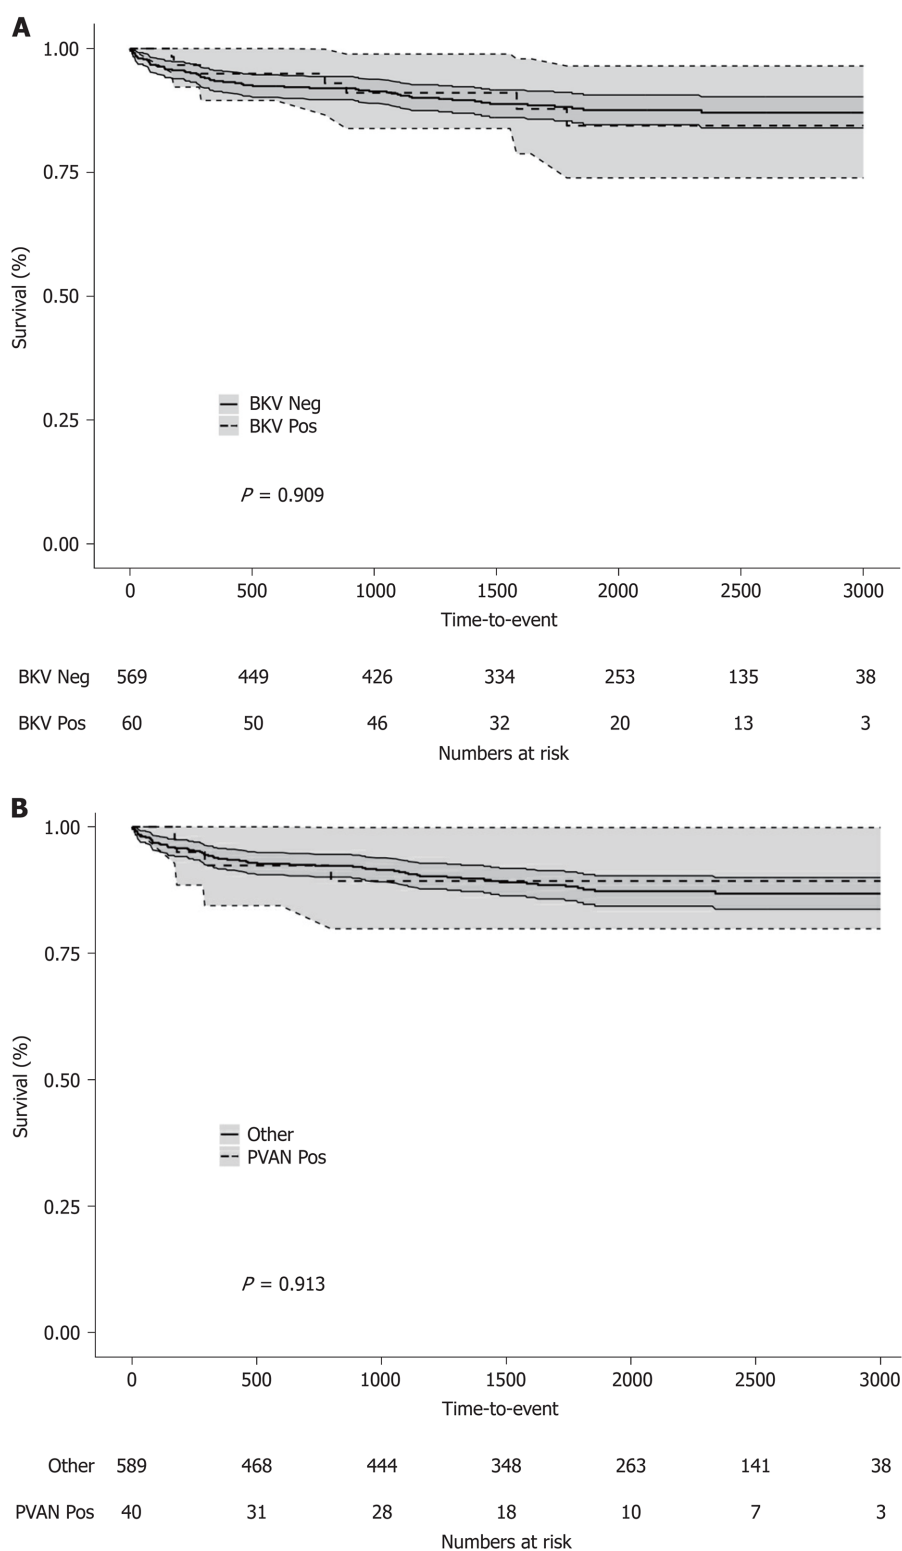 A
1.00
0.75
0.50
0.25
0.00
Survival (%)
BKV Neg
BKV Pos
P = 0.909
0 500 1000 1500 2000 2500 3000
Time-to-event
BKV Neg 569 449 426 334 253 135 38
BKV Pos 60 50 46 32 20 13 3
Numbers at risk
B
1.00
0.75
0.50
0.25
0.00
Survival (%)
Other
PVAN Pos
P = 0.913
0 500 1000 1500 2000 2500 3000
Time-to-event
Other 589 468 444 348 263 141 38
PVAN Pos 40 31 28 18 10 7 3
Numbers at risk